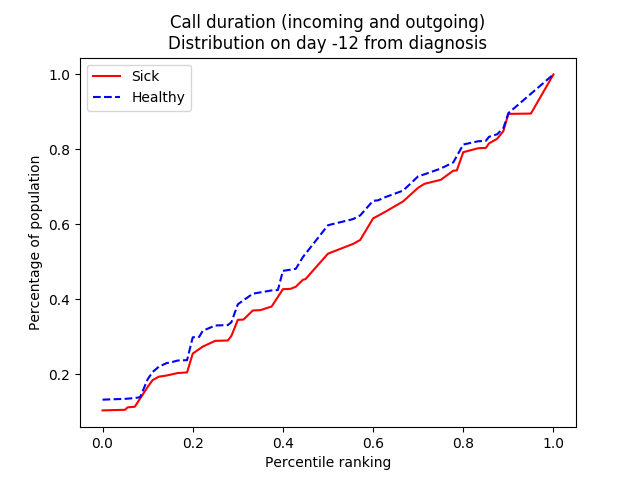 Call duration (incoming and outgoing)
Distribution on day -12 from diagnosis
Sick
Healthy
Percentage of population
1.0
0.8
0.6
0.4
0.2
0.0 0.2 0.4 0.6 0.8 1.0
Percentile ranking